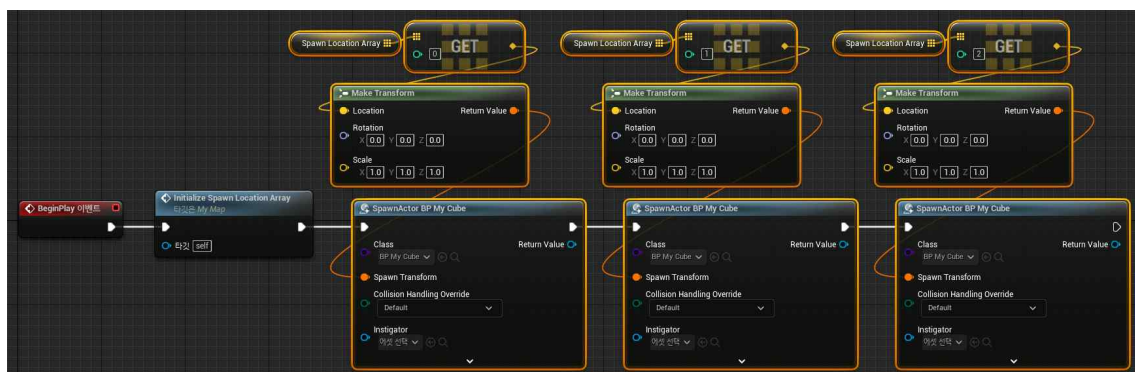 Spawn Location Array
0
GET
Spawn Location Array
1
GET
Spawn Location Array
2
GET
Make Transform
Location Return Value
Rotation
X 0.0 Y 0.0 Z 0.0
Scale
X 1.0 Y 1.0 Z 1.0
Make Transform
Location Return Value
Rotation
X 0.0 Y 0.0 Z 0.0
Scale
X 1.0 Y 1.0 Z 1.0
Make Transform
Location Return Value
Rotation
X 0.0 Y 0.0 Z 0.0
Scale
X 1.0 Y 1.0 Z 1.0
BeginPlay 이벤트
Initialize Spawn Location Array
타깃은 My Map
타깃 self
SpawnActor BP My Cube
Class Return Value
BP My Cube
Spawn Transform
Collision Handling Override
Default
Instigator
애셋 선택
SpawnActor BP My Cube
Class Return Value
BP My Cube
Spawn Transform
Collision Handling Override
Default
Instigator
애셋 선택
SpawnActor BP My Cube
Class Return Value
BP My Cube
Spawn Transform
Collision Handling Override
Default
Instigator
애셋 선택